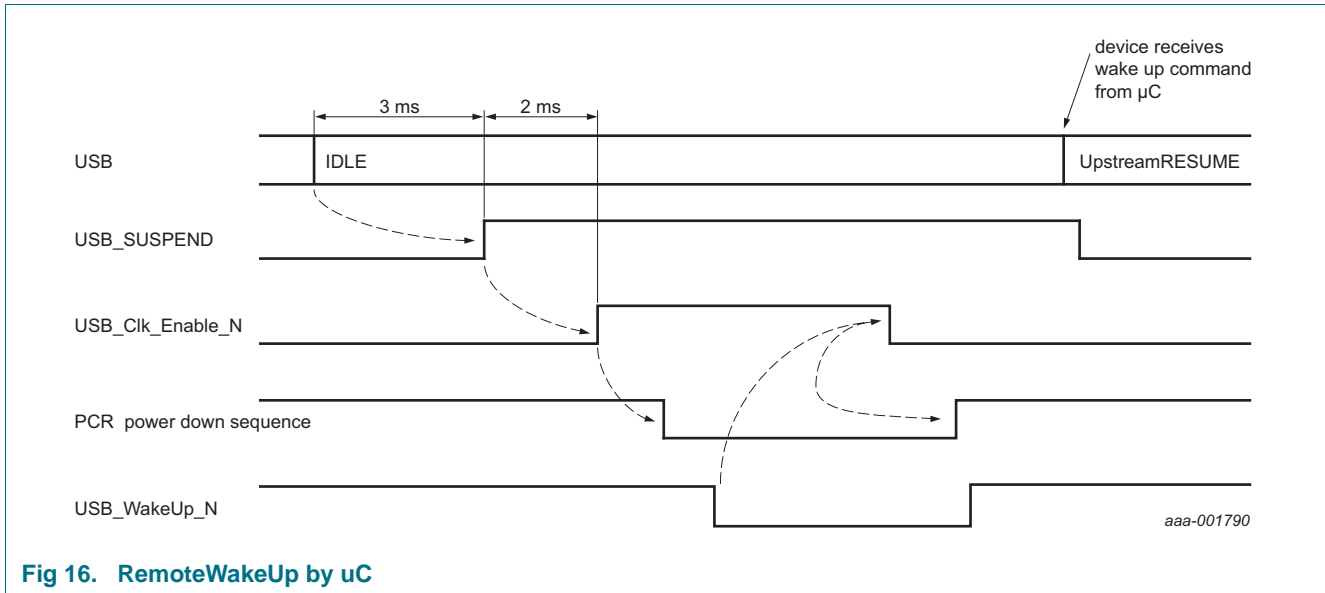 device receives
wake up command
from µC
3 ms
2 ms
USB
IDLE
UpstreamRESUME
USB_SUSPEND
USB_Clk_Enable_N
PCR power down sequence
USB_WakeUp_N
aaa-001790
Fig 16. RemoteWakeUp by uC